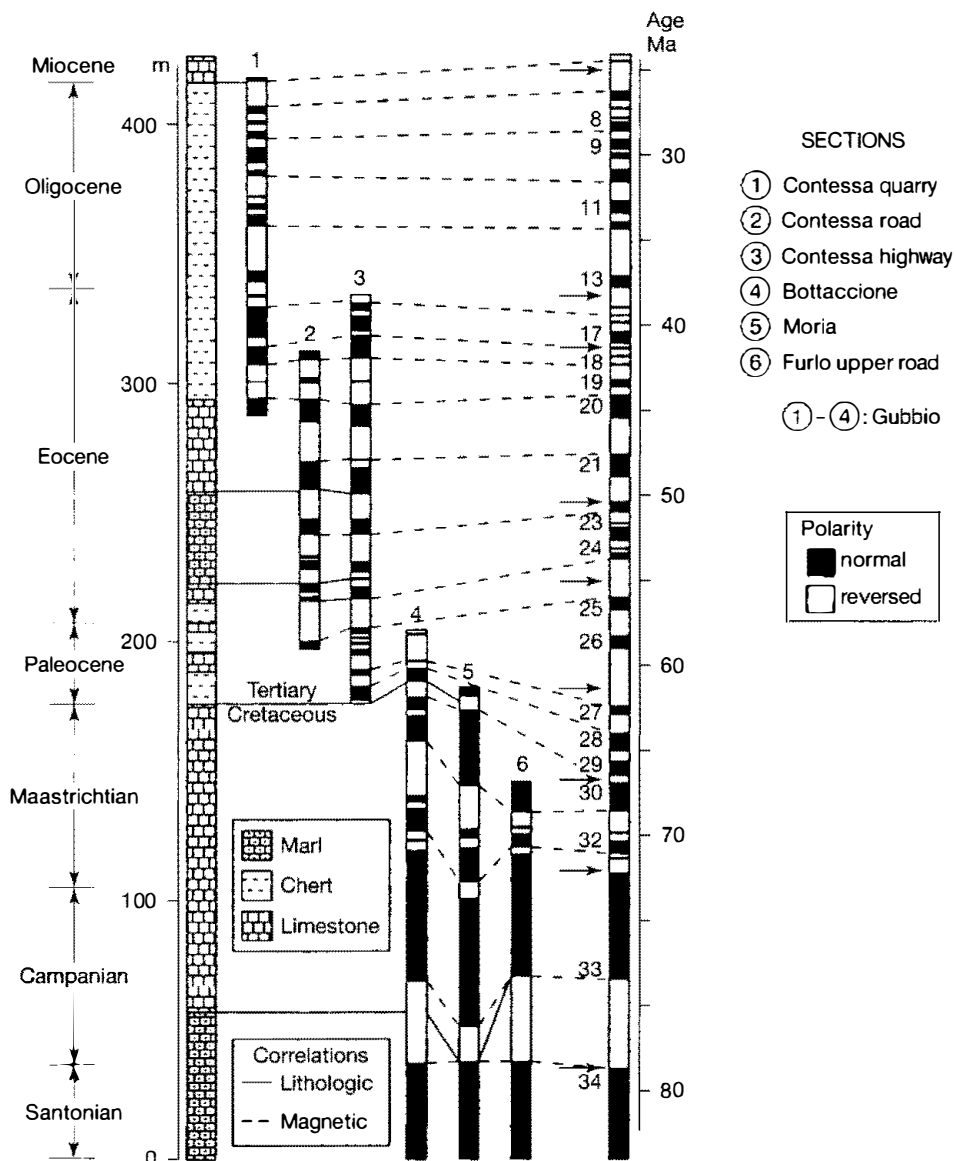 Age
Ma
m
Miocene
Oligocene
Eocene
Paleocene
Maastrichtian
Campanian
Santonian
400
300
200
100
0
1
2
3
4
5
6
Tertiary
Cretaceous
8
9
11
13
17
18
19
20
21
23
24
25
26
27
28
29
30
32
33
34
30
40
50
60
70
80
SECTIONS
1 Contessa quarry
2 Contessa road
3 Contessa highway
4 Bottaccione
5 Moria
6 Furlo upper road
1 - 4 : Gubbio
Polarity
normal
reversed
Marl
Chert
Limestone
Correlations
Lithologic
Magnetic